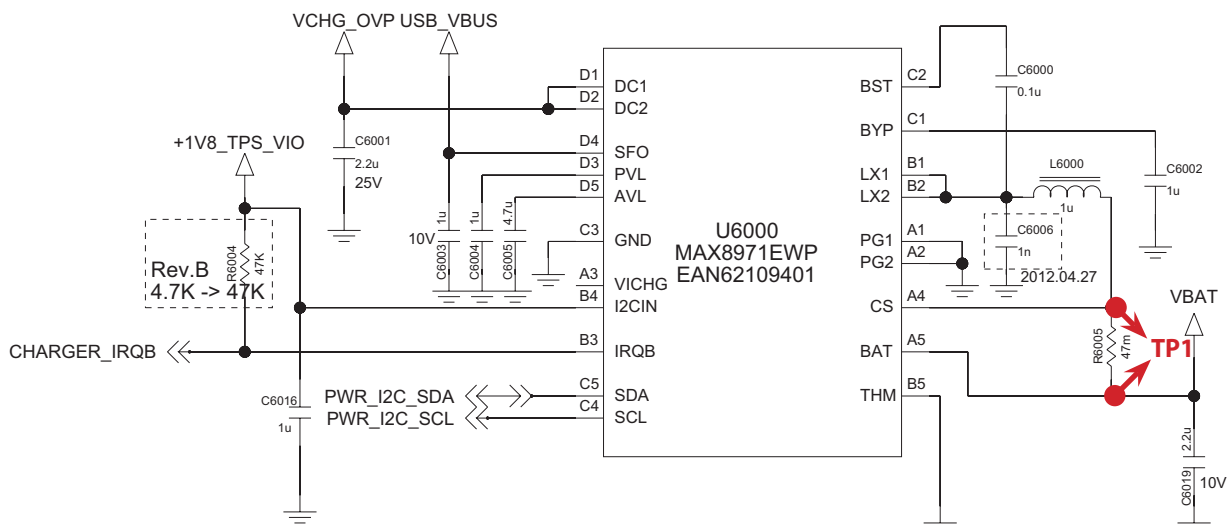 VCHG_OVP USB_VBUS
+1V8_TPS_VIO
C6001
2.2u
25V
R6004
47K
Rev.B
4.7K -> 47K
CHARGER_IRQB
C6016
1u
10V
1u
C6003
1u
C6004
4.7u
C6005
PWR_I2C_SDA
PWR_I2C_SCL
D1 DC1
D2 DC2
D4 SFO
D3 PVL
D5 AVL
C3 GND
A3 VICHG
B4 I2CIN
B3 IRQB
C5 SDA
C4 SCL
U6000
MAX8971EWP
EAN62109401
BST C2
BYP C1
LX1 B1
LX2 B2
PG1 A1
PG2 A2
CS A4
BAT A5
THM B5
C6000
0.1u
L6000
1u
C6002
1u
C6006
1n
2012.04.27
R6005
47m
TP1
VBAT
2.2u
C6019
10V